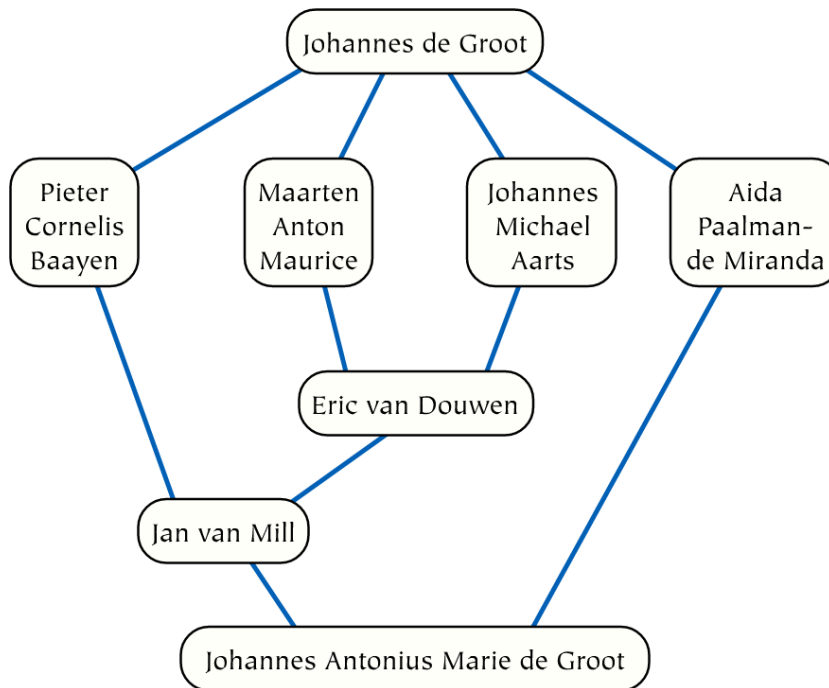 Johannes de Groot
Pieter
Cornelis
Baayen
Maarten
Anton
Maurice
Johannes
Michael
Aarts
Aida
Paalman-
de Miranda
Eric van Douwen
Jan van Mill
Johannes Antonius Marie de Groot